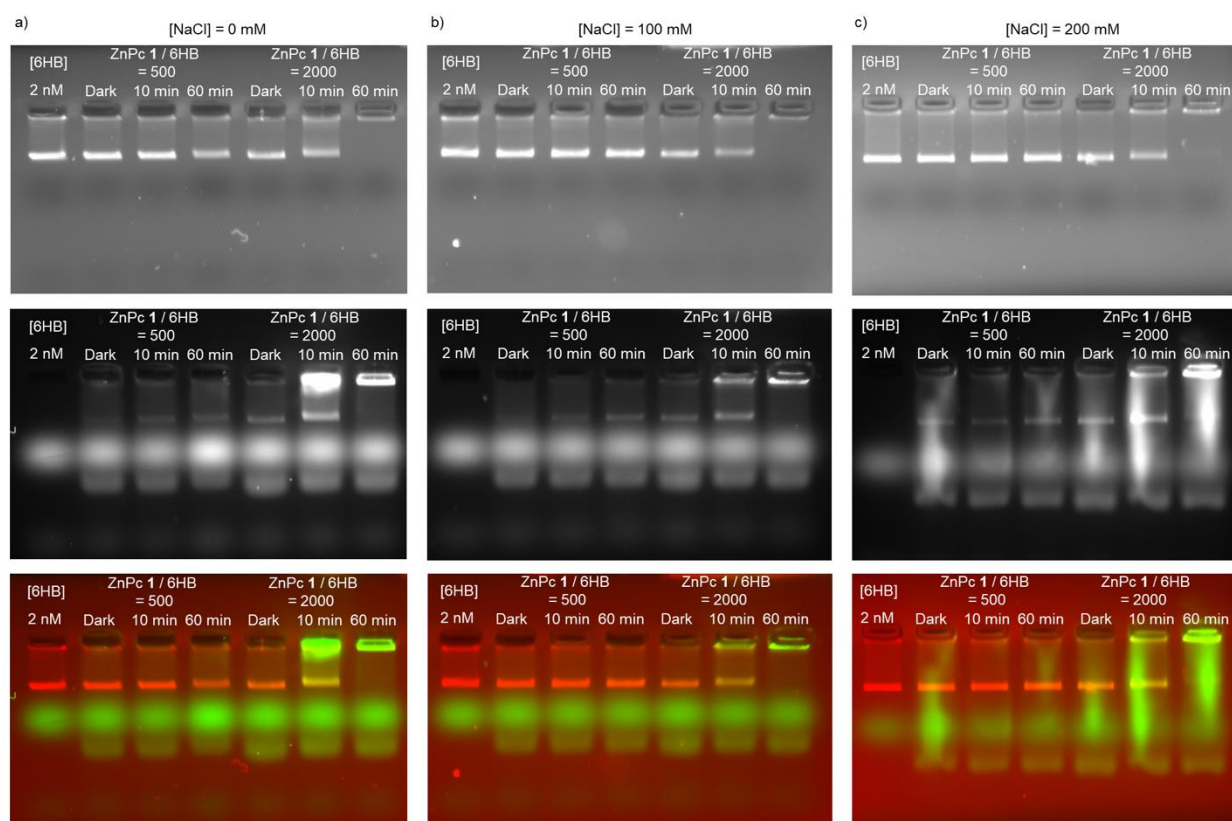 a)
[NaCl] = 0 mM
b)
[NaCl] = 100 mM
c)
[NaCl] = 200 mM
[6HB]
2 nM
ZnPc 1 / 6HB
= 500
ZnPc 1 / 6HB
= 2000
Dark 10 min 60 min Dark 10 min 60 min
[6HB]
2 nM
ZnPc 1 / 6HB
= 500
ZnPc 1 / 6HB
= 2000
Dark 10 min 60 min Dark 10 min 60 min
[6HB]
2 nM
ZnPc 1 / 6HB
= 500
ZnPc 1 / 6HB
= 2000
Dark 10 min 60 min Dark 10 min 60 min
[6HB]
2 nM
ZnPc 1 / 6HB
= 500
ZnPc 1 / 6HB
= 2000
Dark 10 min 60 min Dark 10 min 60 min
[6HB]
2 nM
ZnPc 1 / 6HB
= 500
ZnPc 1 / 6HB
= 2000
Dark 10 min 60 min Dark 10 min 60 min
[6HB]
2 nM
ZnPc 1 / 6HB
= 500
ZnPc 1 / 6HB
= 2000
Dark 10 min 60 min Dark 10 min 60 min
[6HB]
2 nM
ZnPc 1 / 6HB
= 500
ZnPc 1 / 6HB
= 2000
Dark 10 min 60 min Dark 10 min 60 min
[6HB]
2 nM
ZnPc 1 / 6HB
= 500
ZnPc 1 / 6HB
= 2000
Dark 10 min 60 min Dark 10 min 60 min
[6HB]
2 nM
ZnPc 1 / 6HB
= 500
ZnPc 1 / 6HB
= 2000
Dark 10 min 60 min Dark 10 min 60 min